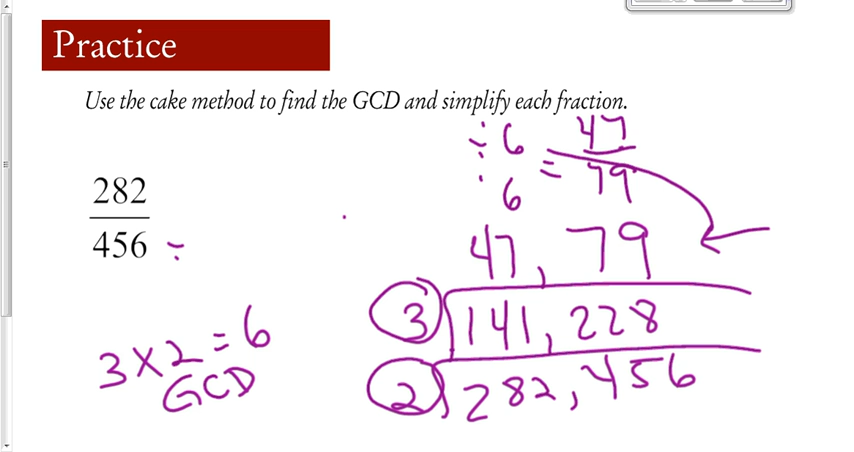 Practice
Use the cake method to find the GCD and simplify each fraction.
÷ 6 = 47
÷ 6 79
282
456 ÷
47, 79
3 141, 228
3 × 2 = 6
GCD
2 282, 456